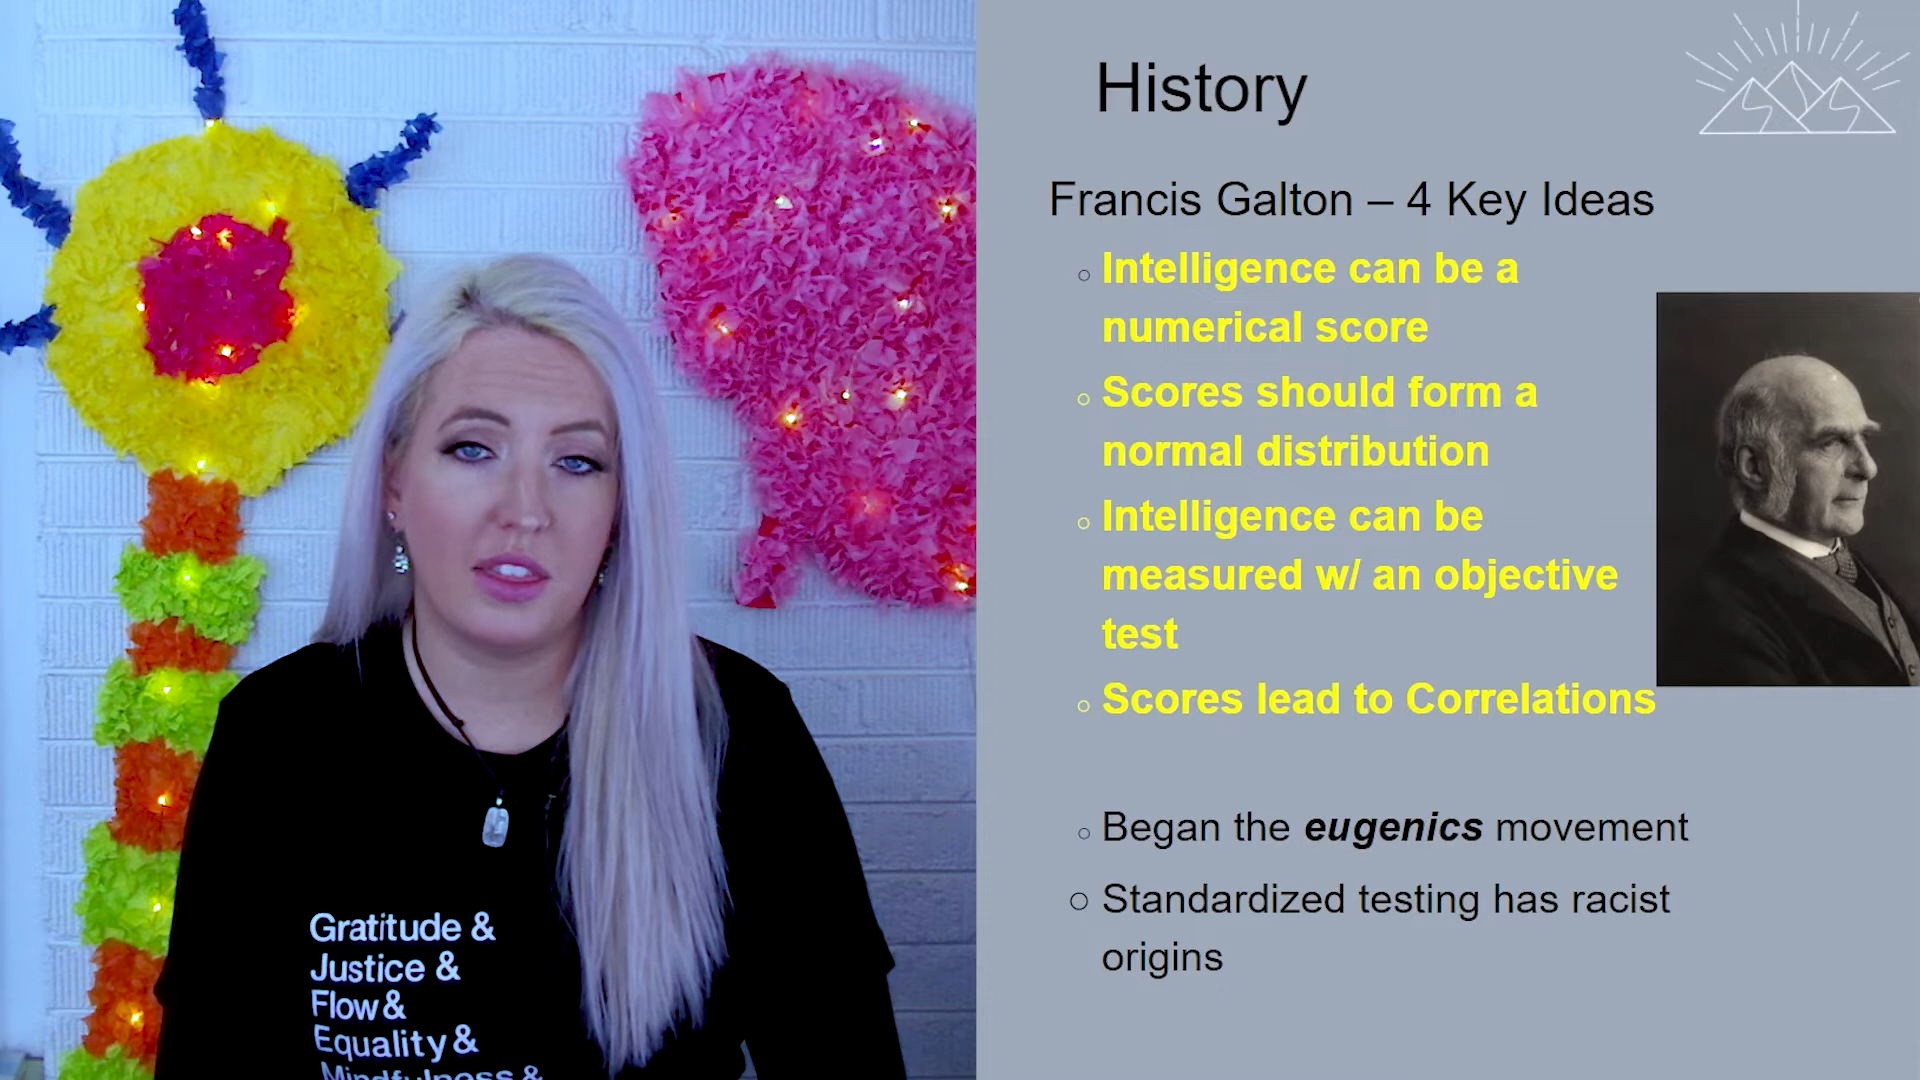 History
Francis Galton – 4 Key Ideas
Intelligence can be a
numerical score
Scores should form a
normal distribution
Intelligence can be
measured w/ an objective
test
Scores lead to Correlations
Began the eugenics movement
Standardized testing has racist
origins
Gratitude &
Justice &
Flow &
Equality &
Mindfulness &